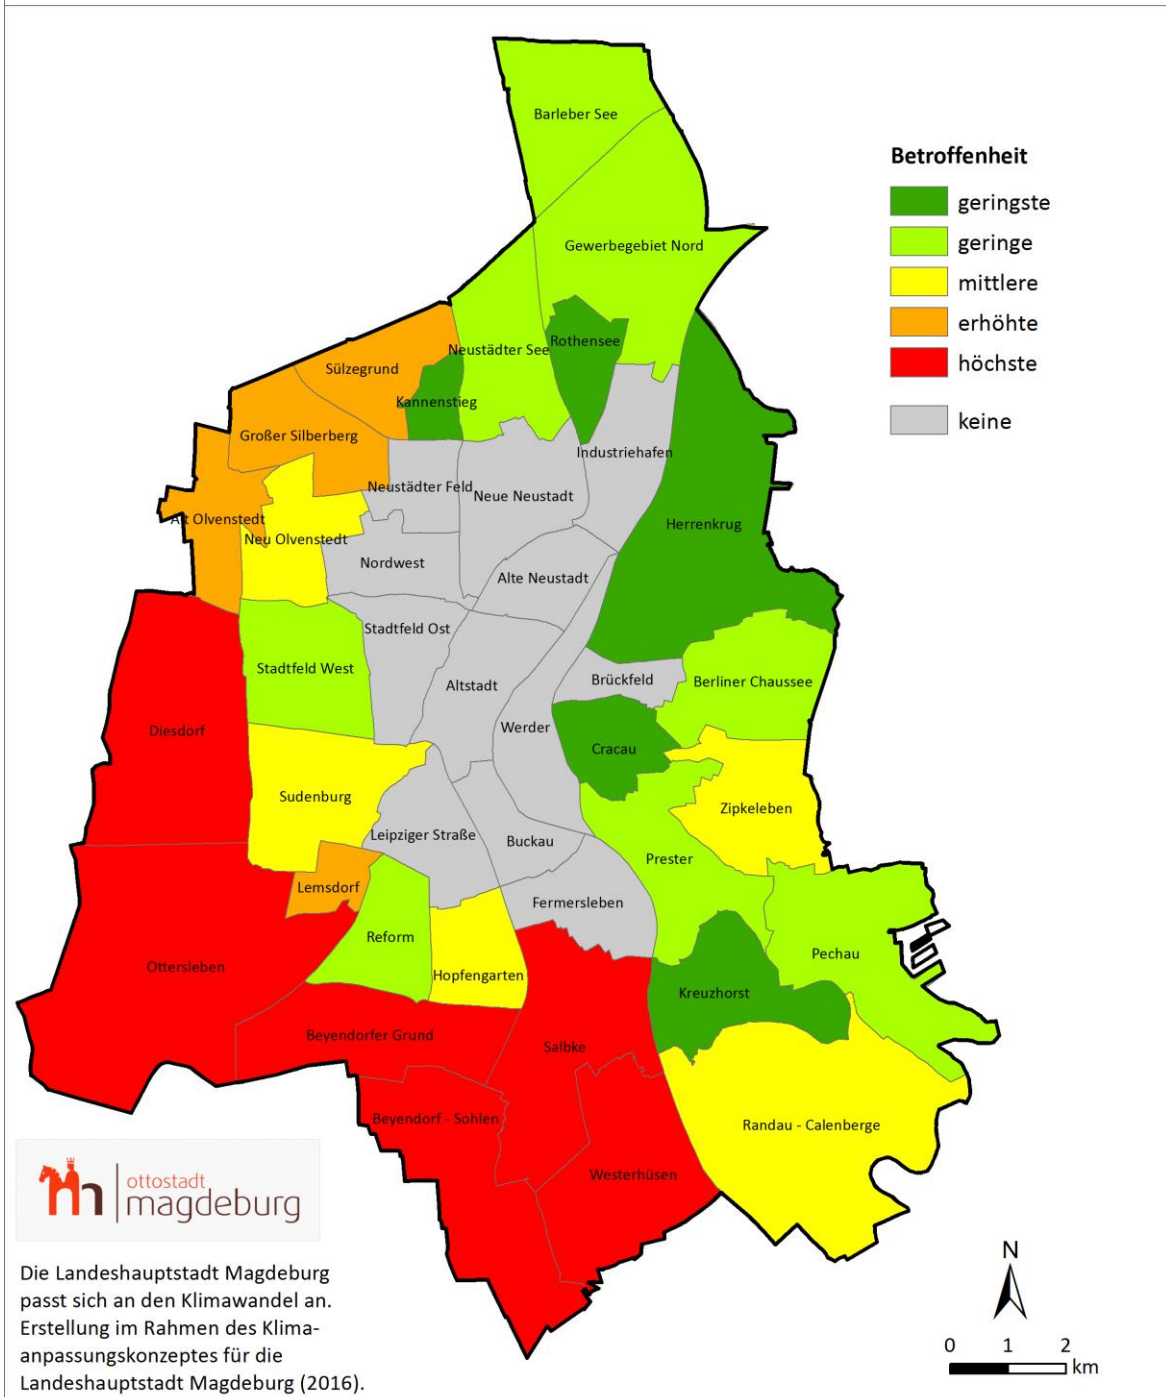 Barleber See
Gewerbegebiet Nord
Betroffenheit
geringste
geringe
mittlere
erhöhte
höchste
keine
Neustädter See
Rothensee
Sülzegrund
Kannenstieg
Großer Silberberg
Industriehafen
Neustädter Feld
Neue Neustadt
Alt Olvenstedt
Neu Olvenstedt
Herrenkrug
Nordwest
Alte Neustadt
Stadtfeld Ost
Stadtfeld West
Altstadt
Brückfeld
Berliner Chaussee
Diesdorf
Werder
Cracau
Sudenburg
Zipkeleben
Leipziger Straße
Buckau
Prester
Lemsdorf
Fermersleben
Reform
Ottersleben
Hopfengarten
Pechau
Kreuzhorst
Beyendorfer Grund
Salbke
Beyendorf - Sohlen
Randau - Calenberge
Westerhüsen
ottostadt
magdeburg
Die Landeshauptstadt Magdeburg
passt sich an den Klimawandel an.
Erstellung im Rahmen des Klima-
anpassungskonzeptes für die
Landeshauptstadt Magdeburg (2016).
N
0 1 2
km